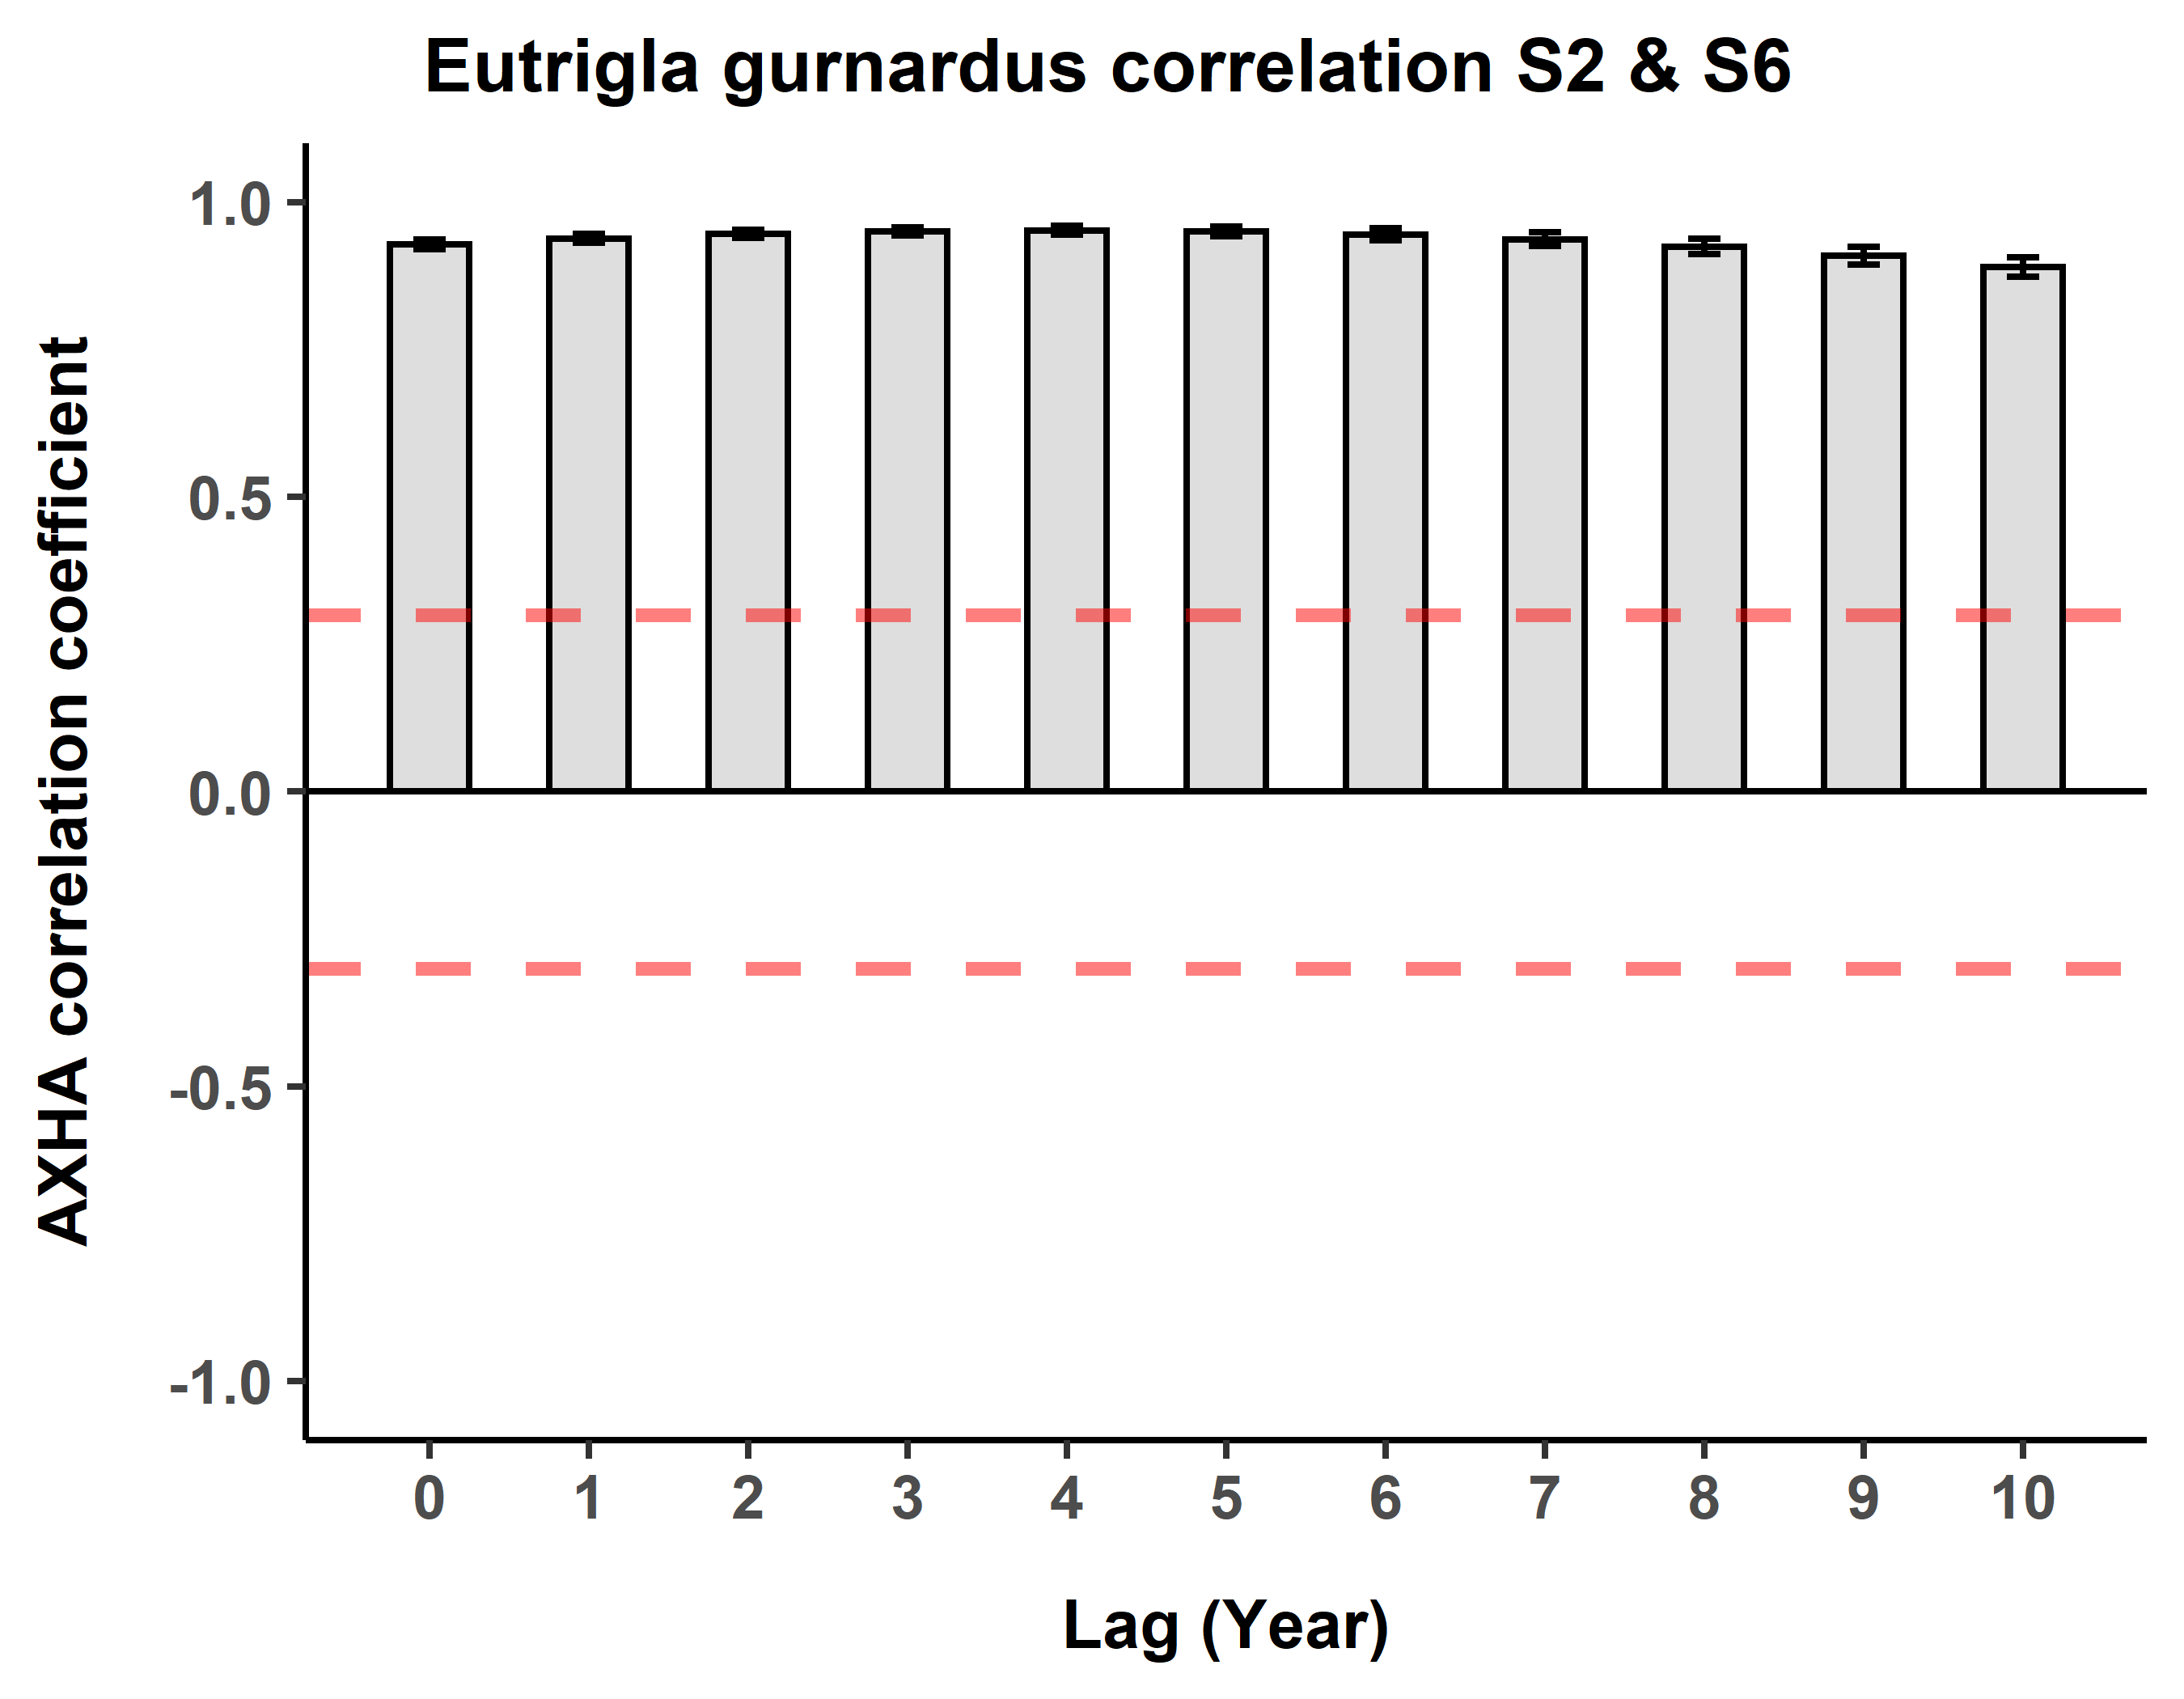 Eutrigla gurnardus correlation S2 & S6
AXHA correlation coefficient
1.0
0.5
0.0
-0.5
-1.0
0 1 2 3 4 5 6 7 8 9 10
Lag (Year)